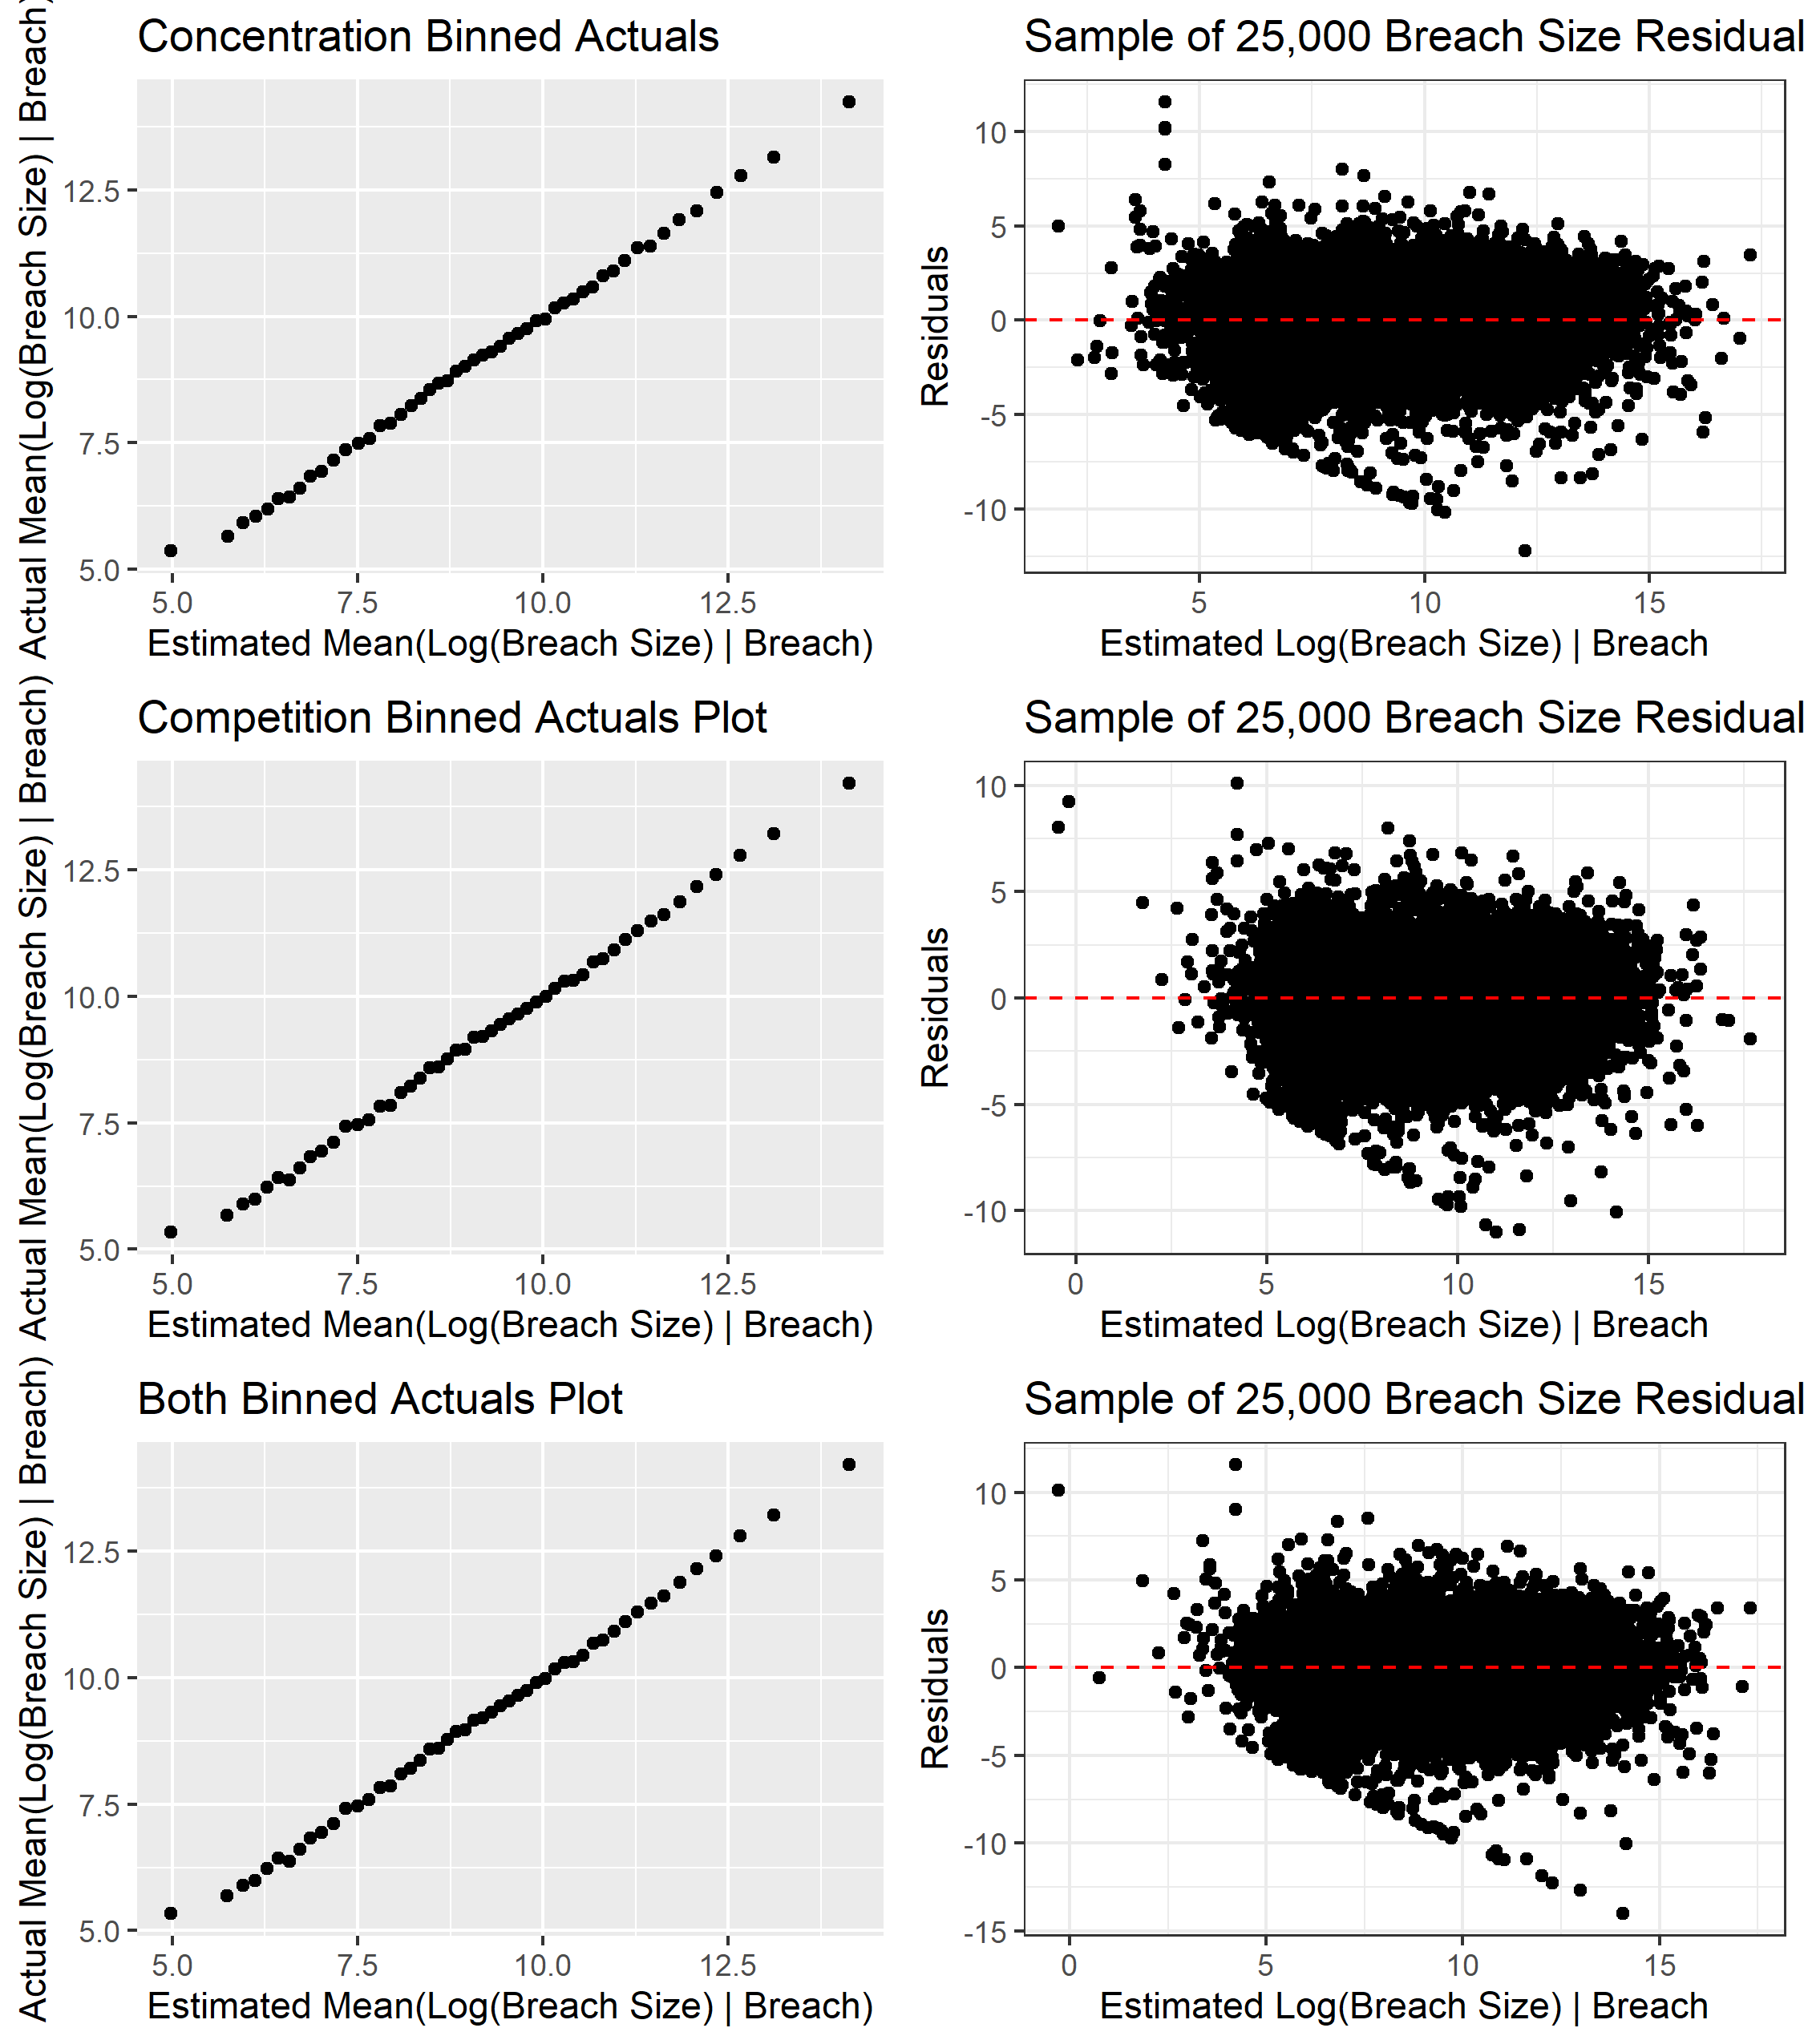 Concentration Binned Actuals
Actual Mean(Log(Breach Size) | Breach)
12.5
10.0
7.5
5.0
5.0 7.5 10.0 12.5
Estimated Mean(Log(Breach Size) | Breach)
Sample of 25,000 Breach Size Residual
Residuals
10
5
0
-5
-10
5 10 15
Estimated Log(Breach Size) | Breach
Competition Binned Actuals Plot
Actual Mean(Log(Breach Size) | Breach)
12.5
10.0
7.5
5.0
5.0 7.5 10.0 12.5
Estimated Mean(Log(Breach Size) | Breach)
Sample of 25,000 Breach Size Residual
Residuals
10
5
0
-5
-10
0 5 10 15
Estimated Log(Breach Size) | Breach
Both Binned Actuals Plot
Actual Mean(Log(Breach Size) | Breach)
12.5
10.0
7.5
5.0
5.0 7.5 10.0 12.5
Estimated Mean(Log(Breach Size) | Breach)
Sample of 25,000 Breach Size Residual
Residuals
10
5
0
-5
-10
-15
0 5 10 15
Estimated Log(Breach Size) | Breach